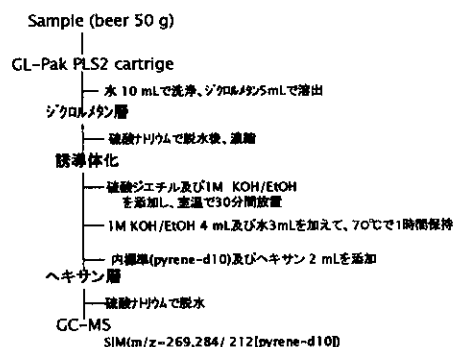 Sample (beer 50 g)
GL-Pak PLS2 cartrige
水 10 mLで洗浄、ジクロルメタン5mLで溶出
ジクロルメタン層
硫酸ナトリウムで脱水後、濃縮
誘導体化
硫酸ジエチル及び1M KOH/EtOH
を添加し、室温で30分間放置
1M KOH/EtOH 4 mL及び水3mLを加えて、70℃で1時間保持
内標準(pyrene-d10)及びヘキサン 2 mLを添加
ヘキサン層
硫酸ナトリウムで脱水
GC-MS
SIM(m/z=269,284/ 212[pyrene-d10])